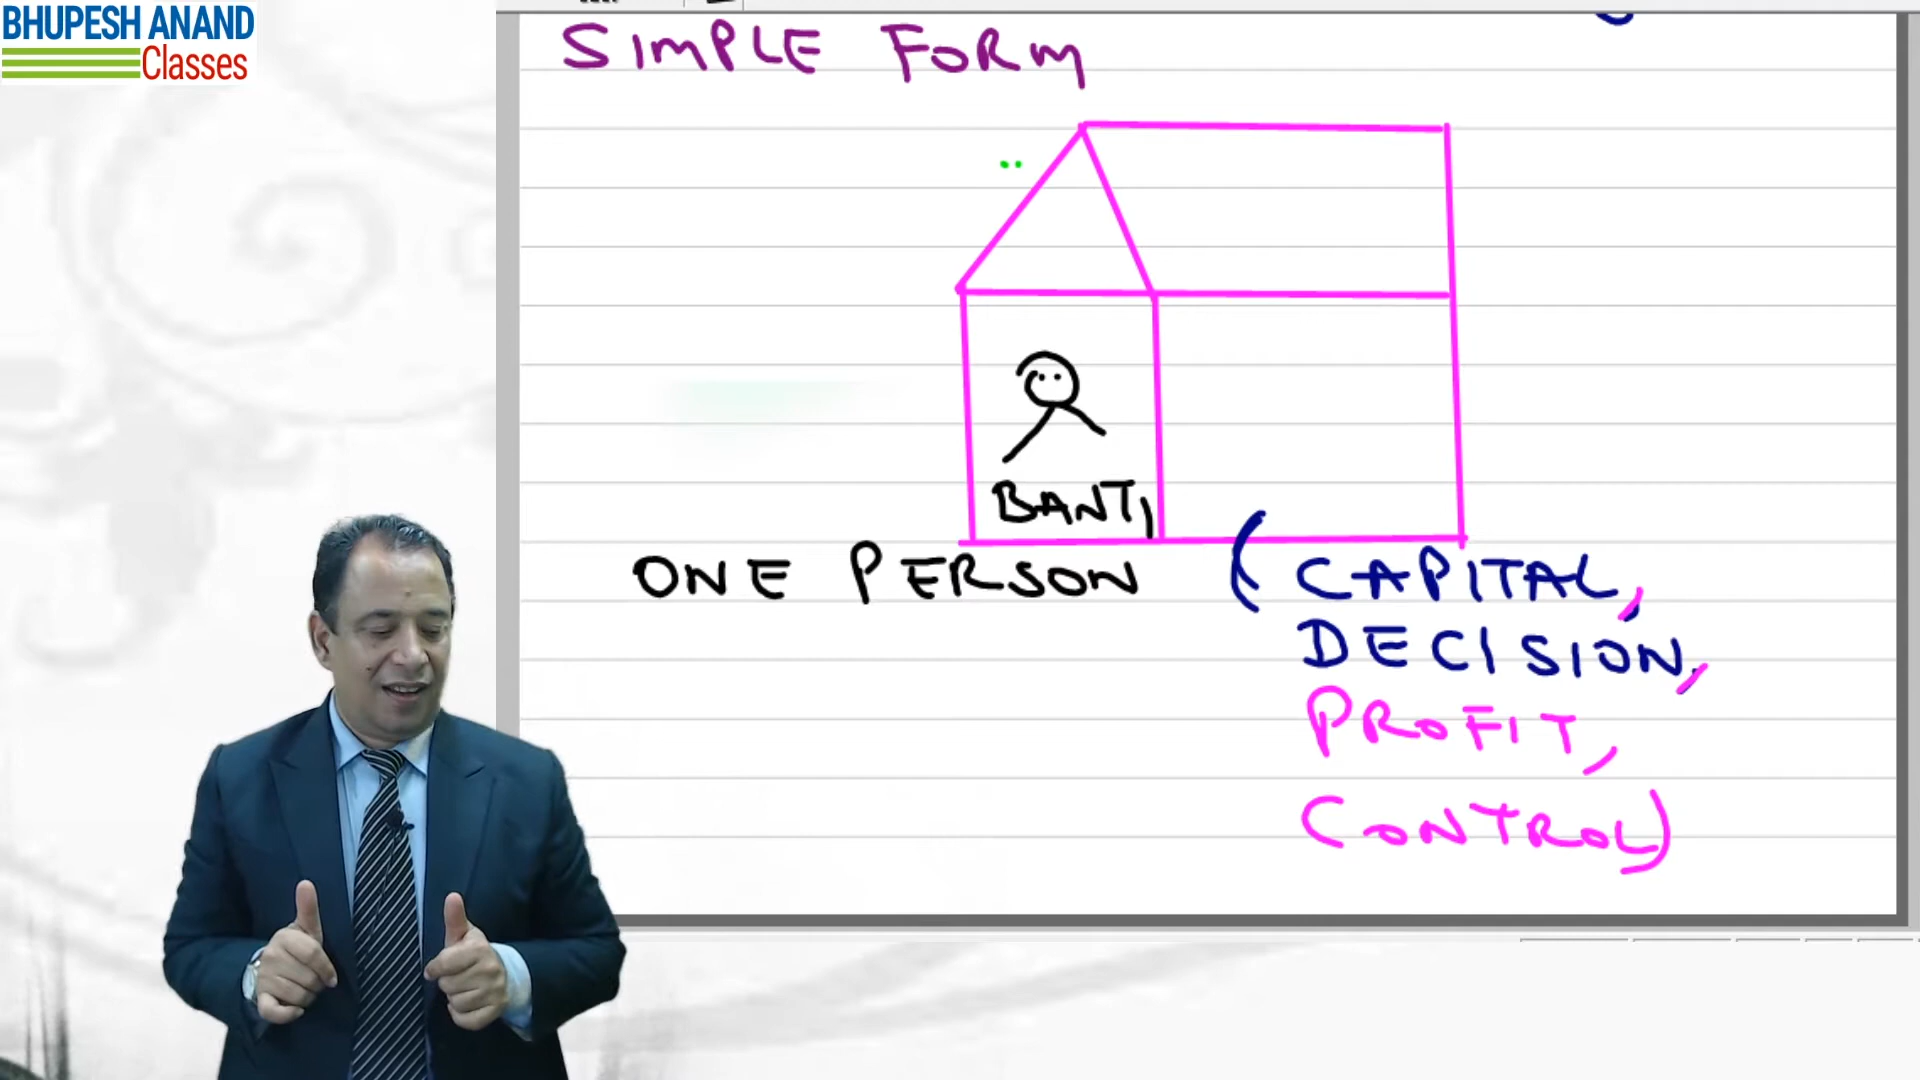 BHUPESH ANAND
Classes
SIMPLE FORM
BANTI
ONE PERSON (CAPITAL,
DECISION,
PROFIT,
CONTROL)